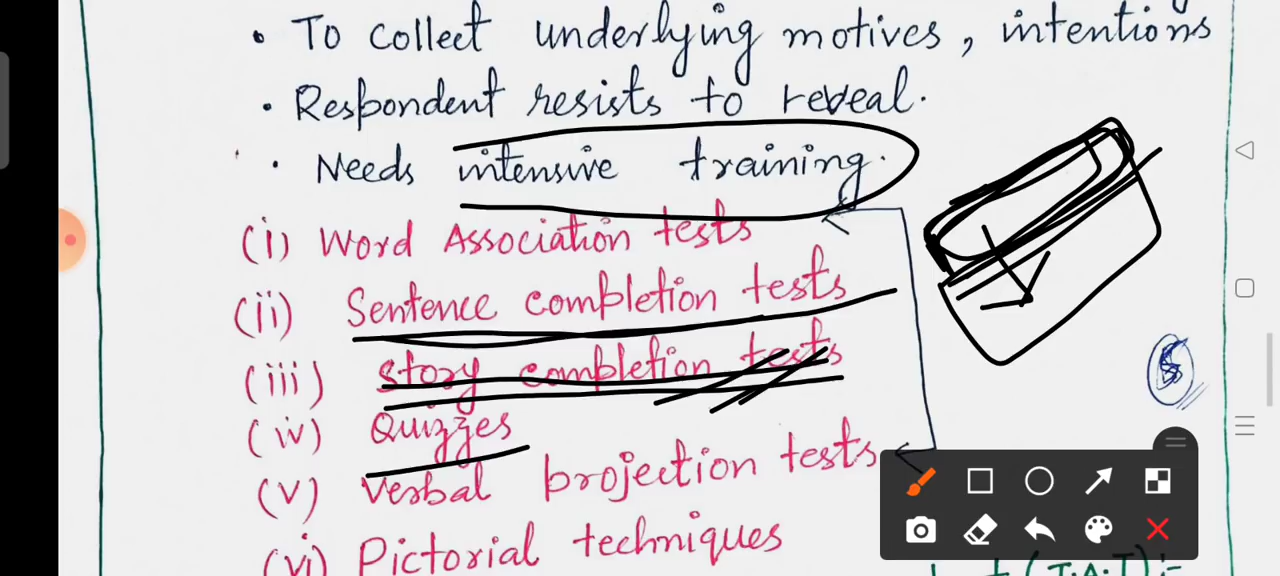 • To collect underlying motives, intentions
• Respondent resists to reveal.
• Needs intensive training.
(i) Word Association tests
(ii) Sentence completion tests
(iii) Story completion tests
(iv) Quizzes
(v) Verbal projection tests
(vi) Pictorial techniques
(T.A.T) :-